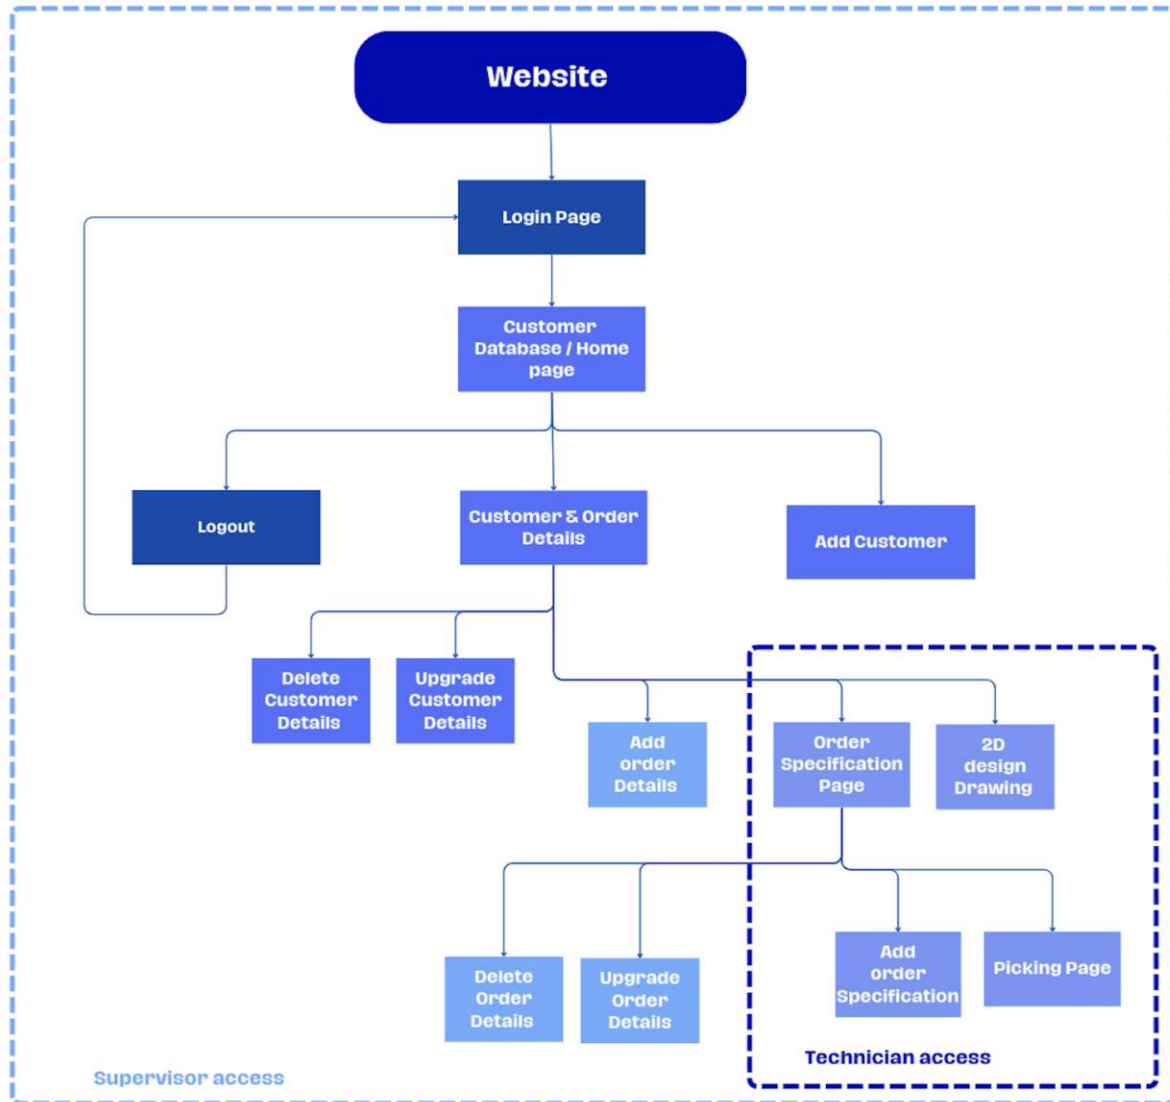 Website
Login Page
Customer
Database / Home
page
Logout
Customer & Order
Details
Add Customer
Delete
Customer
Details
Upgrade
Customer
Details
Add
order
Details
Order
Specification
Page
2D
design
Drawing
Delete
Order
Details
Upgrade
Order
Details
Add
order
Specification
Picking Page
Technician access
Supervisor access